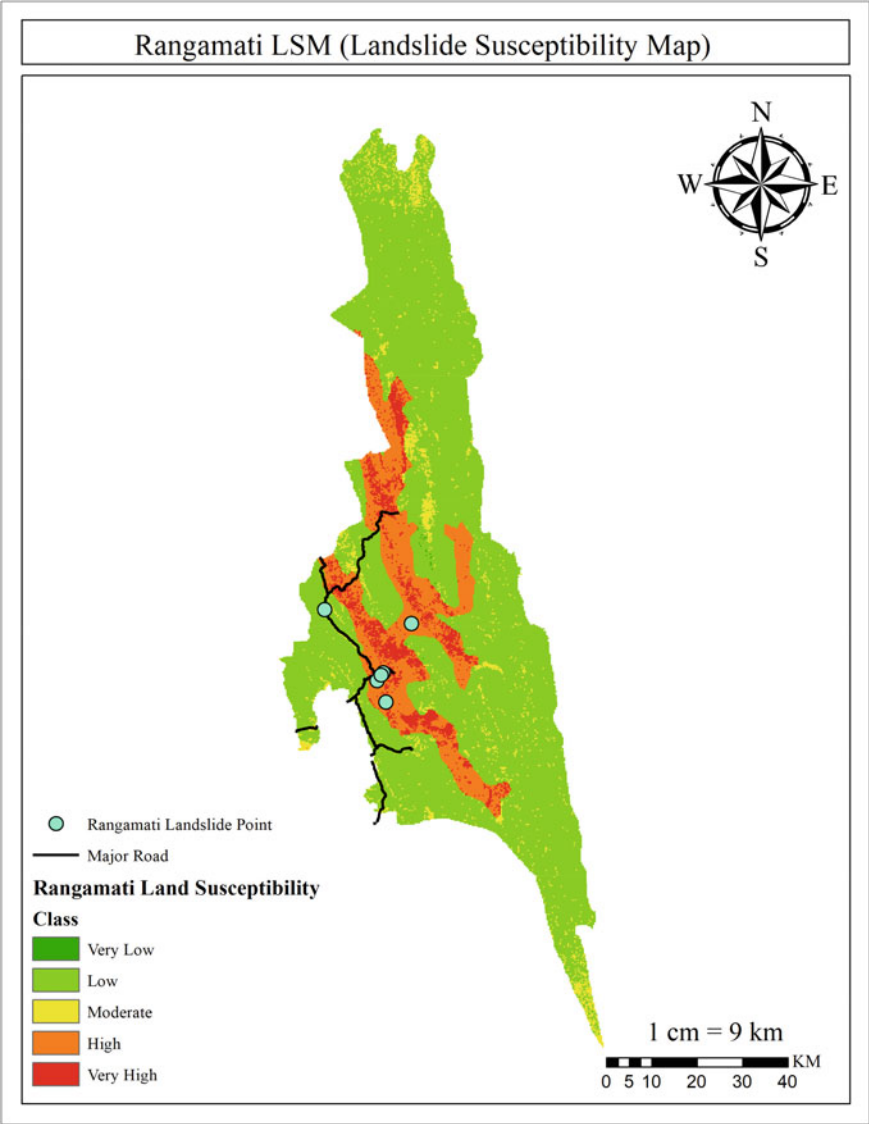 Rangamati LSM (Landslide Susceptibility Map)
N
W E
S
Rangamati Landslide Point
Major Road
Rangamati Land Susceptibility
Class
Very Low
Low
Moderate
High
Very High
1 cm = 9 km
KM
0 5 10 20 30 40